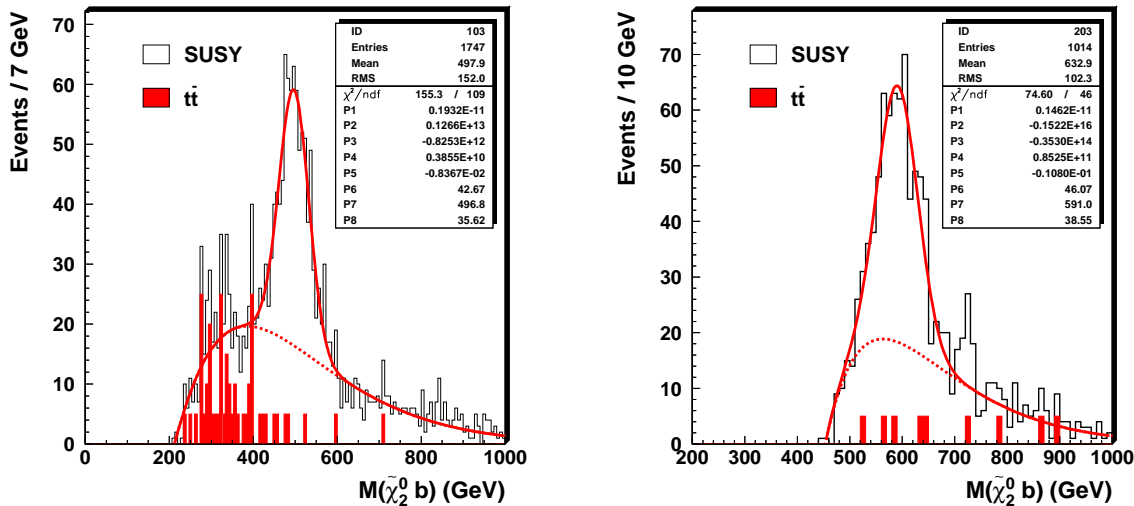 Events / 7 GeV
70
60
50
40
30
20
10
0
SUSY
tt̄
ID 103
Entries 1747
Mean 497.9
RMS 152.0
χ²/ndf 155.3 / 109
P1 0.1932E-11
P2 0.1266E+13
P3 -0.8253E+12
P4 0.3855E+10
P5 -0.8367E-02
P6 42.67
P7 496.8
P8 35.62
0 200 400 600 800 1000
M(χ̃₂⁰ b) (GeV)
Events / 10 GeV
70
60
50
40
30
20
10
0
SUSY
tt̄
ID 203
Entries 1014
Mean 632.9
RMS 102.3
χ²/ndf 74.60 / 46
P1 0.1462E-11
P2 -0.1522E+16
P3 -0.3530E+14
P4 0.8525E+11
P5 -0.1080E-01
P6 46.07
P7 591.0
P8 38.55
200 300 400 500 600 700 800 900 1000
M(χ̃₂⁰ b) (GeV)